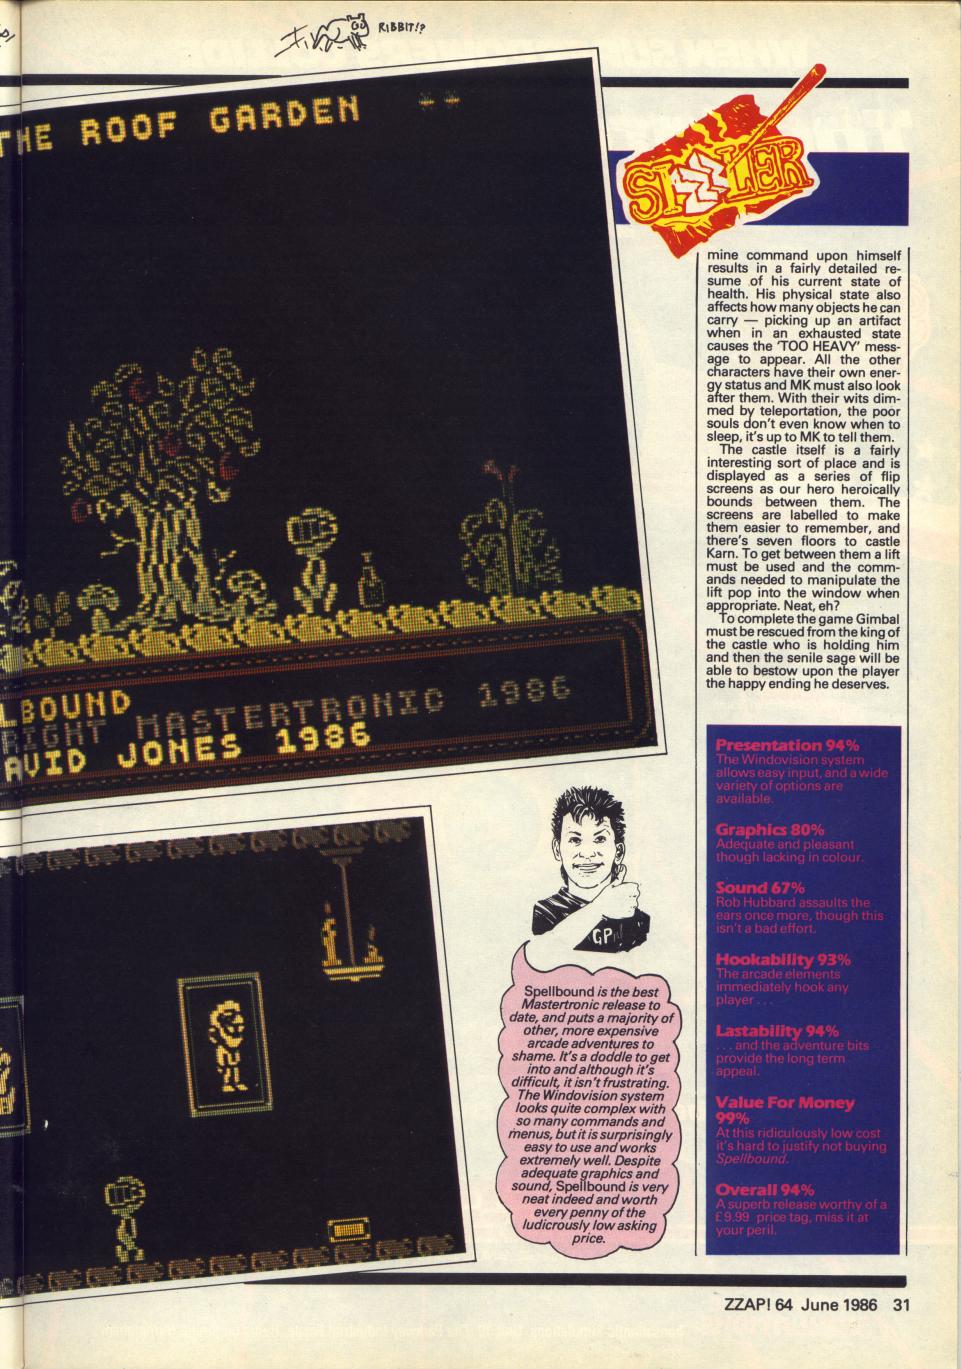 RIBBIT!?
THE ROOF GARDEN
LBOUND
RIGHT MASTERTRONIC 1986
AVID JONES 1986
SIZZLER
mine command upon himself
results in a fairly detailed re-
sume of his current state of
health. His physical state also
affects how many objects he can
carry — picking up an artifact
when in an exhausted state
causes the 'TOO HEAVY' mess-
age to appear. All the other
characters have their own ener-
gy status and MK must also look
after them. With their wits dim-
med by teleportation, the poor
souls don't even know when to
sleep, it's up to MK to tell them.
The castle itself is a fairly
interesting sort of place and is
displayed as a series of flip
screens as our hero heroically
bounds between them. The
screens are labelled to make
them easier to remember, and
there's seven floors to castle
Karn. To get between them a lift
must be used and the comm-
ands needed to manipulate the
lift pop into the window when
appropriate. Neat, eh?
To complete the game Gimbal
must be rescued from the king of
the castle who is holding him
and then the senile sage will be
able to bestow upon the player
the happy ending he deserves.
GP
Spellbound is the best
Mastertronic release to
date, and puts a majority of
other, more expensive
arcade adventures to
shame. It's a doddle to get
into and although it's
difficult, it isn't frustrating.
The Windovision system
looks quite complex with
so many commands and
menus, but it is surprisingly
easy to use and works
extremely well. Despite
adequate graphics and
sound, Spellbound is very
neat indeed and worth
every penny of the
ludicrously low asking
price.
Presentation 94%
The Windovision system
allows easy input, and a wide
variety of options are
available.
Graphics 80%
Adequate and pleasant
though lacking in colour.
Sound 67%
Rob Hubbard assaults the
ears once more, though this
isn't a bad effort.
Hookability 93%
The arcade elements
immediately hook any
player . . .
Lastability 94%
. . . and the adventure bits
provide the long term
appeal.
Value For Money
99%
At this ridiculously low cost
it's hard to justify not buying
Spellbound.
Overall 94%
A superb release worthy of a
£9.99 price tag, miss it at
your peril.
ZZAP! 64 June 1986 31